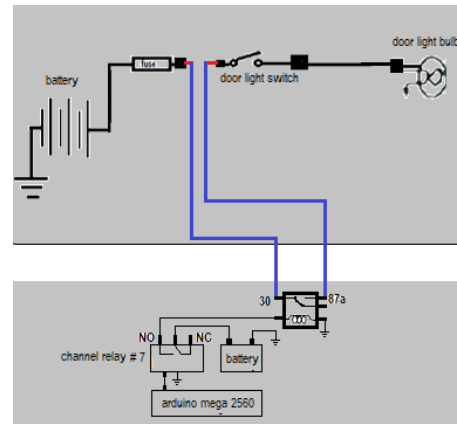 door light bulb
fuse
battery
door light switch
30
87a
NO
NC
channel relay # 7
battery
arduino mega 2560